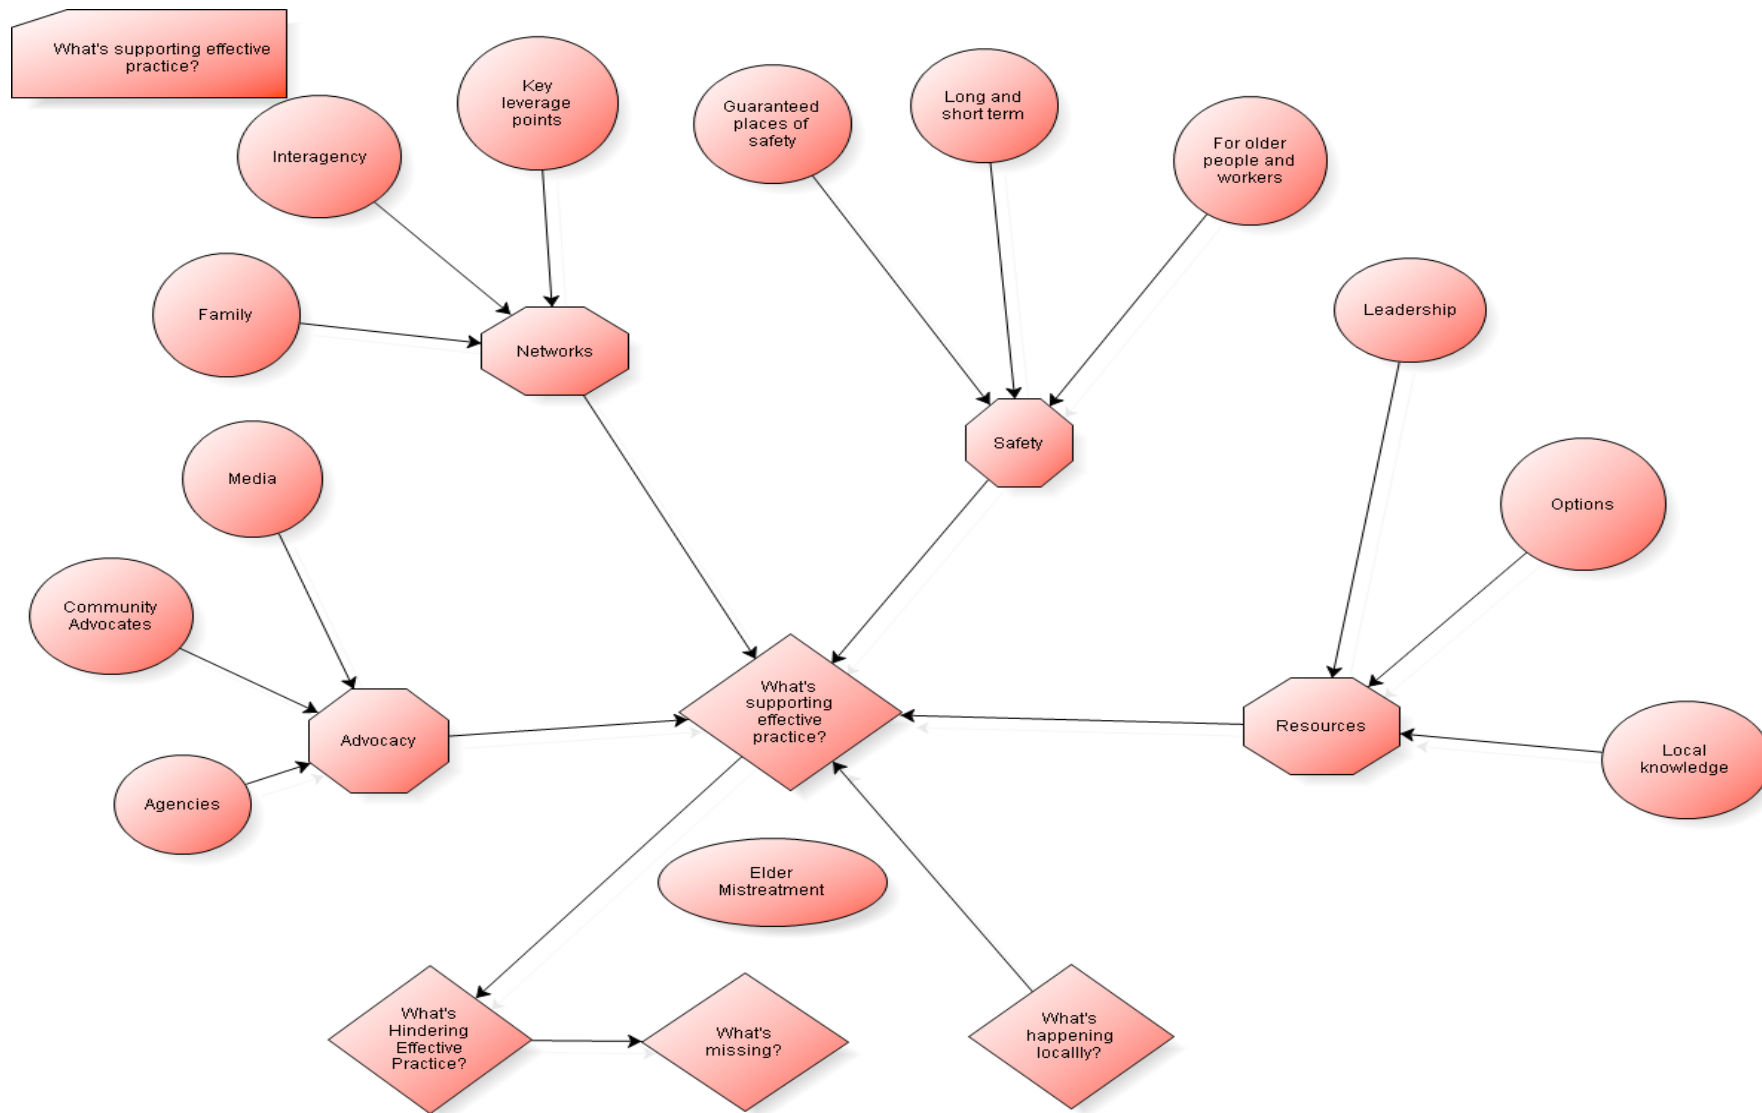 What's supporting effective
practice?
Key
leverage
points
Interagency
Family
Networks
Guaranteed
places of
safety
Long and
short term
For older
people and
workers
Safety
Leadership
Options
Local
knowledge
Resources
Media
Community
Advocates
Agencies
Advocacy
What's
supporting
effective
practice?
Elder
Mistreatment
What's
Hindering
Effective
Practice?
What's
missing?
What's
happening
locallly?